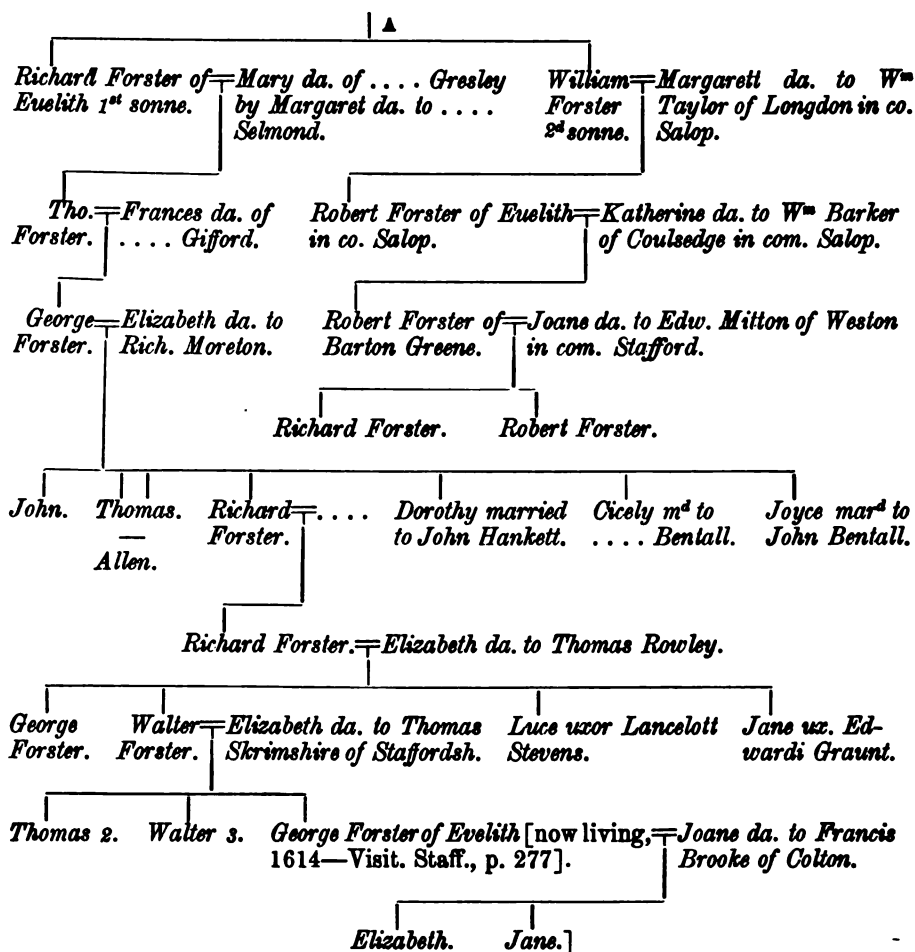 A
Richard Forster of = Mary da. of .... Gresley
Euelith 1st sonne. by Margaret da. to ....
Selmond.
William = Margarett da. to Wm
Forster Taylor of Longdon in co.
2d sonne. Salop.
Tho. = Frances da. of
Forster. .... Gifford.
Robert Forster of Euelith = Katherine da. to Wm Barker
in co. Salop. of Coulsedge in com. Salop.
George = Elizabeth da. to
Forster. Rich. Moreton.
Robert Forster of = Joane da. to Edw. Mitton of Weston
Barton Greene. in com. Stafford.
Richard Forster. Robert Forster.
John.
Thomas.
—
Allen.
Richard = ....
Forster.
Dorothy married
to John Hankett.
Cicely md to
.... Bentall.
Joyce mard to
John Bentall.
Richard Forster. = Elizabeth da. to Thomas Rowley.
George
Forster.
Walter = Elizabeth da. to Thomas
Forster. Skrimshire of Staffordsh.
Luce uxor Lancelott
Stevens.
Jane ux. Ed-
wardi Graunt.
Thomas 2. Walter 3. George Forster of Evelith [now living, = Joane da. to Francis
1614—Visit. Staff., p. 277]. Brooke of Colton.
Elizabeth. Jane.]